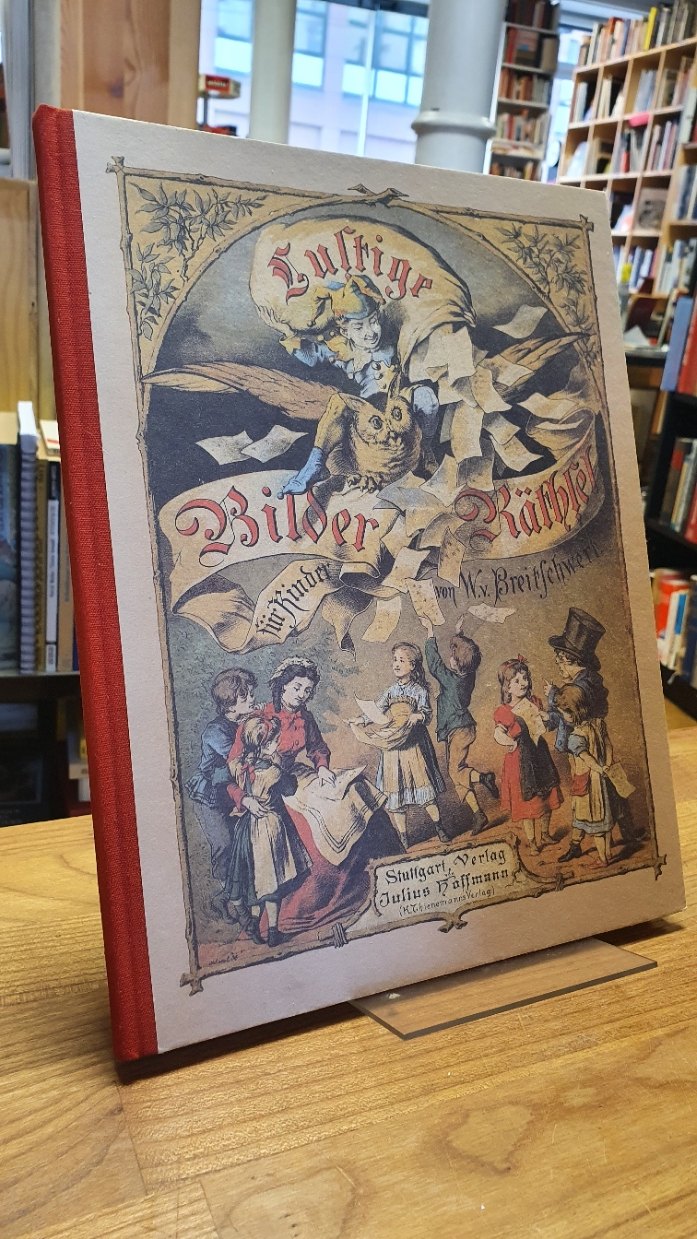 Lustige
Bilder Räthsel
für Kinder
von W. v. Breitschwert
Stuttgart, Verlag
v.
Julius Hoffmann
(K. Thienemanns Verlag)